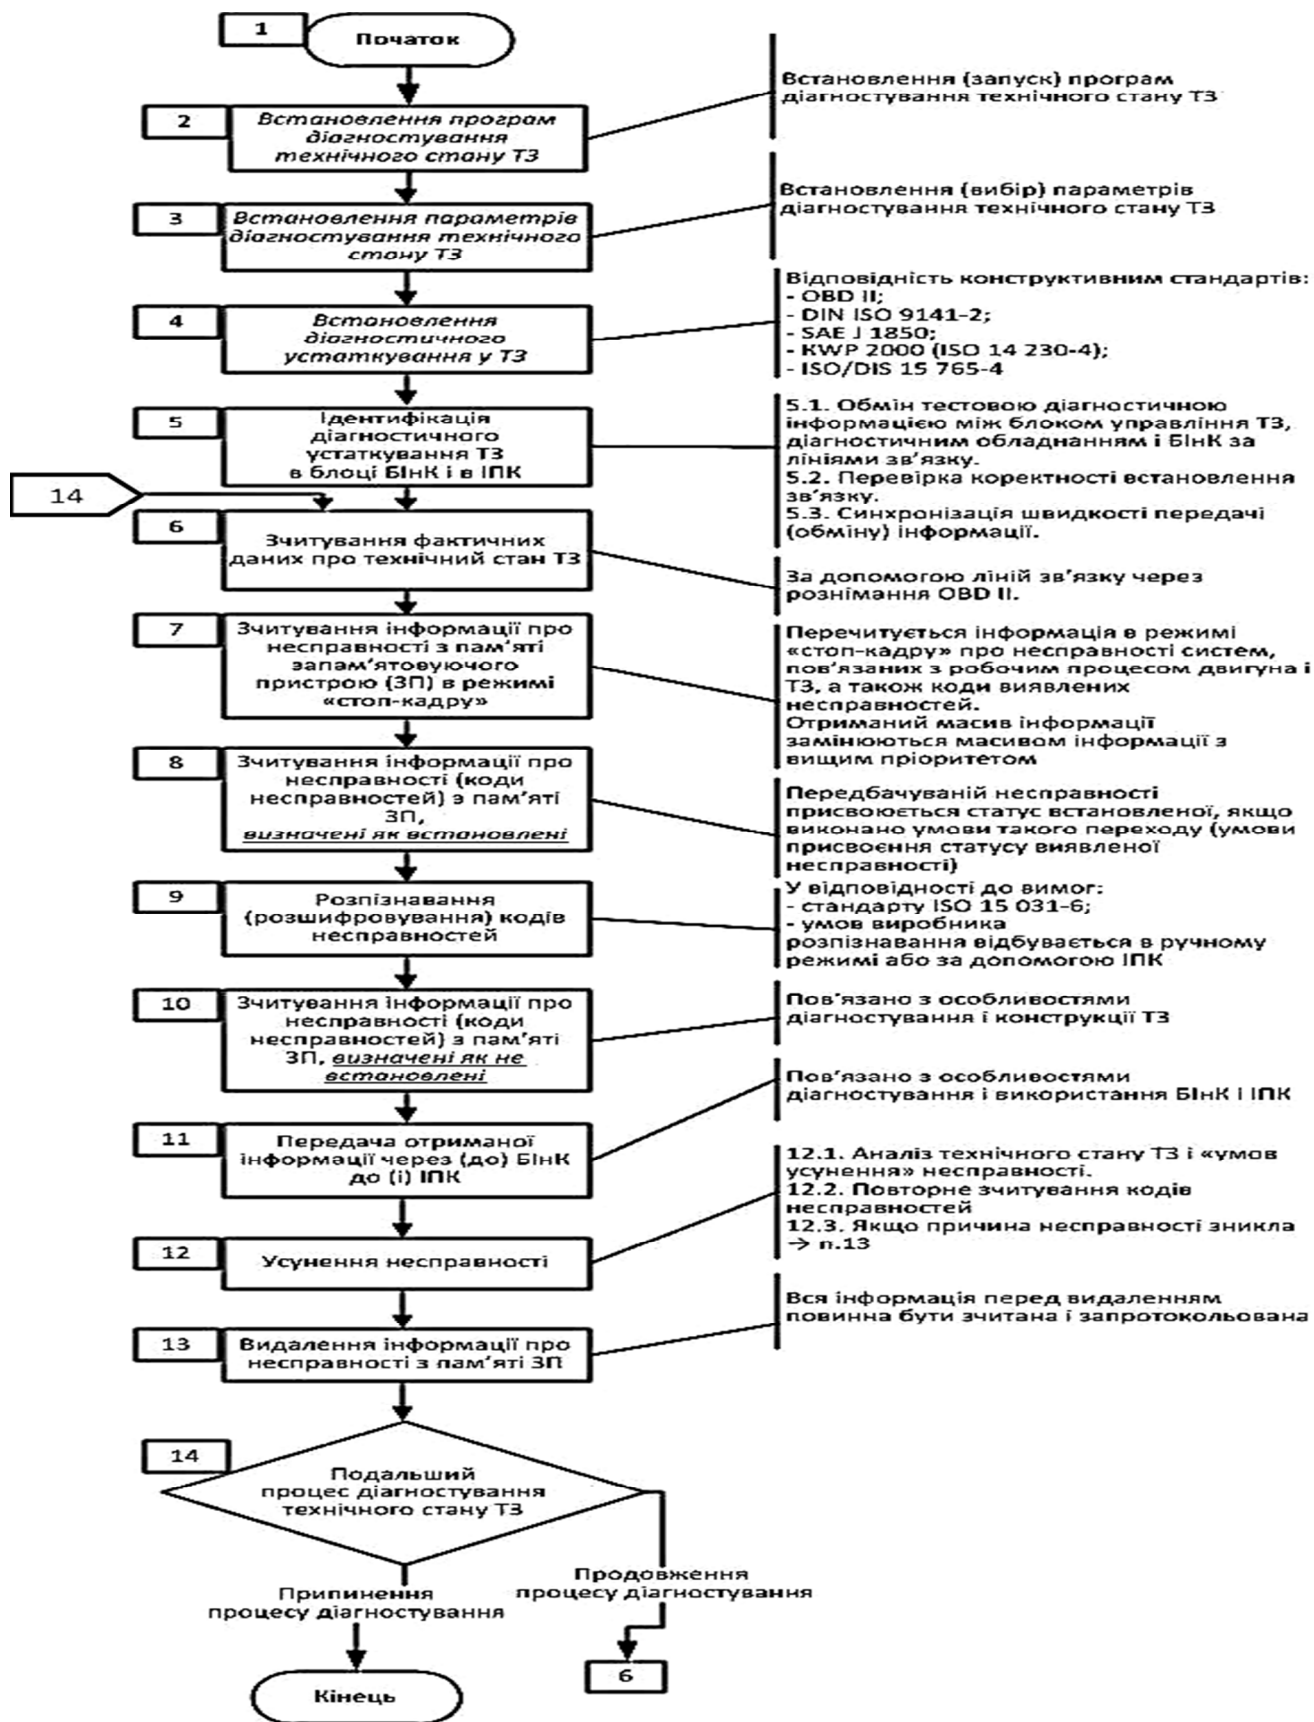 1
Початок
Встановлення (запуск) програм
діагностування технічного стану ТЗ
2
Встановлення програм
діагностування
технічного стану ТЗ
Встановлення (вибір) параметрів
діагностування технічного стану ТЗ
3
Встановлення параметрів
діагностування технічного
стану ТЗ
Відповідність конструктивним стандартів:
- OBD II;
- DIN ISO 9141-2;
- SAE J 1850;
- KWP 2000 (ISO 14 230-4);
- ISO/DIS 15 765-4
4
Встановлення
діагностичного
устаткування у ТЗ
5
Ідентифікація
діагностичного
устаткування ТЗ
в блоці БІнК і в ІПК
5.1. Обмін тестовою діагностичною
інформацією між блоком управління ТЗ,
діагностичним обладнанням і БІнК за
лініями зв'язку.
5.2. Перевірка коректності встановлення
зв'язку.
5.3. Синхронізація швидкості передачі
(обміну) інформації.
14
6
Зчитування фактичних
даних про технічний стан ТЗ
За допомогою ліній зв'язку через
рознімання OBD II.
7
Зчитування інформації про
несправності з пам'яті
запам'ятовуючого
пристрою (ЗП) в режимі
«стоп-кадру»
Перечитується інформація в режимі
«стоп-кадру» про несправності систем,
пов'язаних з робочим процесом двигуна і
ТЗ, а також коди виявлених
несправностей.
Отриманий масив інформації
замінюються масивом інформації з
вищим пріоритетом
8
Зчитування інформації про
несправності (коди
несправностей) з пам'яті
ЗП,
визначені як встановлені
Передбачуваній несправності
присвоюється статус встановленої, якщо
виконано умови такого переходу (умови
присвоєння статусу виявленої
несправності)
9
Розпізнавання
(розшифровування) кодів
несправностей
У відповідності до вимог:
- стандарту ISO 15 031-6;
- умов виробника
розпізнавання відбувається в ручному
режимі або за допомогою ІПК
10
Зчитування інформації про
несправності (коди
несправностей) з пам'яті
ЗП, визначені як не
встановлені
Пов'язано з особливостями
діагностування і конструкції ТЗ
Пов'язано з особливостями
діагностування і використання БІнК І ІПК
11
Передача отриманої
інформації через (до) БІнК
до (і) ІПК
12.1. Аналіз технічного стану ТЗ і «умов
усунення» несправності.
12.2. Повторне зчитування кодів
несправностей
12.3. Якщо причина несправності зникла
→ п.13
12
Усунення несправності
Вся інформація перед видаленням
повинна бути зчитана і запротокольована
13
Видалення інформації про
несправності з пам'яті ЗП
14
Подальший
процес діагностування
технічного стану ТЗ
Припинення
процесу діагностування
Продовження
процесу діагностування
6
Кінець